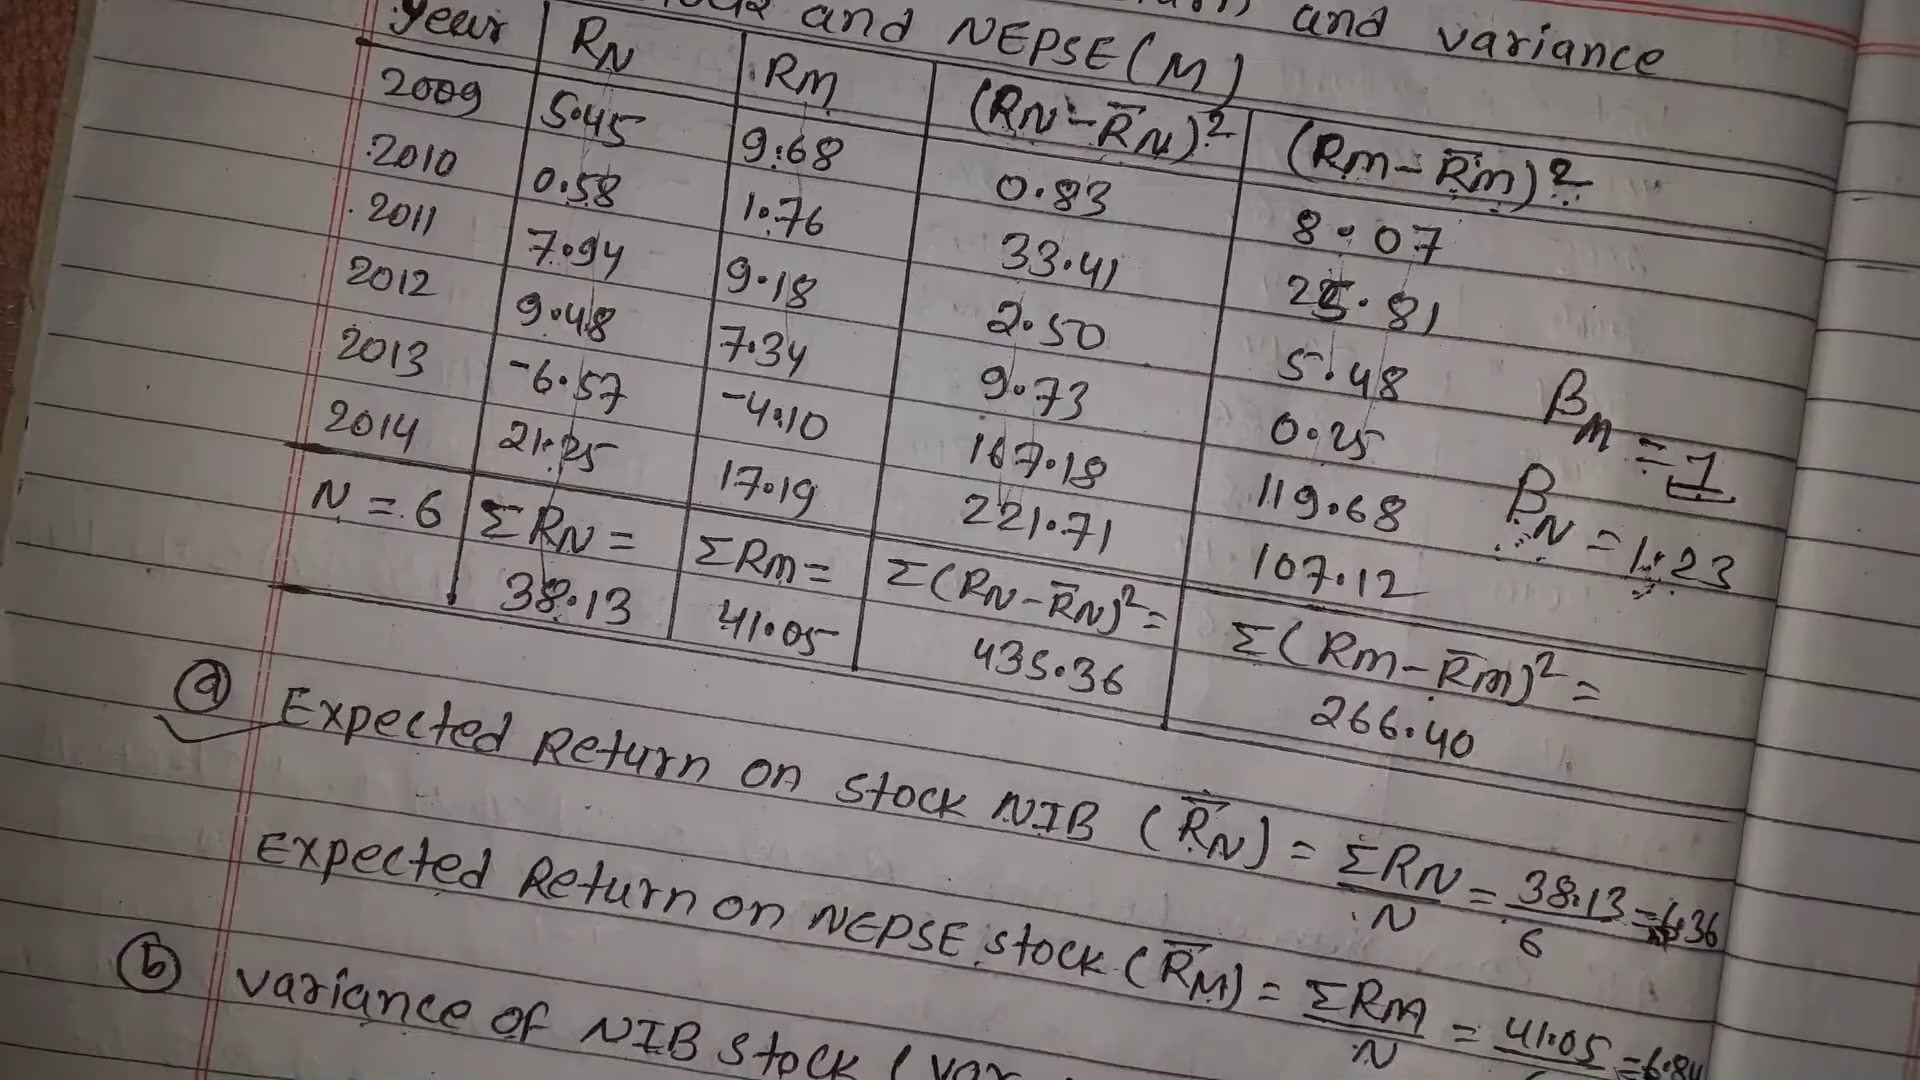 and NEPSE(M) and variance
year RN Rm (RN-R̅N)² (Rm-R̅m)²
2009 5.45 9.68 0.83 8.07
2010 0.58 1.76 33.41 25.81
2011 7.94 9.18 2.50 5.48
2012 9.48 7.34 9.73 0.25
2013 -6.57 -4.10 167.18 119.68
2014 21.25 17.19 221.71 107.12
βM = 1
βN = 1.23
N = 6 ΣRN = 38.13 ΣRm = 41.05 Σ(RN-R̅N)² = 435.36 Σ(Rm-R̅m)² = 266.40
ⓐ Expected Return on stock NIB (R̅N) = ΣRN/N = 38.13/6 = 6.36
Expected Return on NEPSE stock (R̅M) = ΣRM/N = 41.05/6 = 6.84
ⓑ variance of NIB stock (var